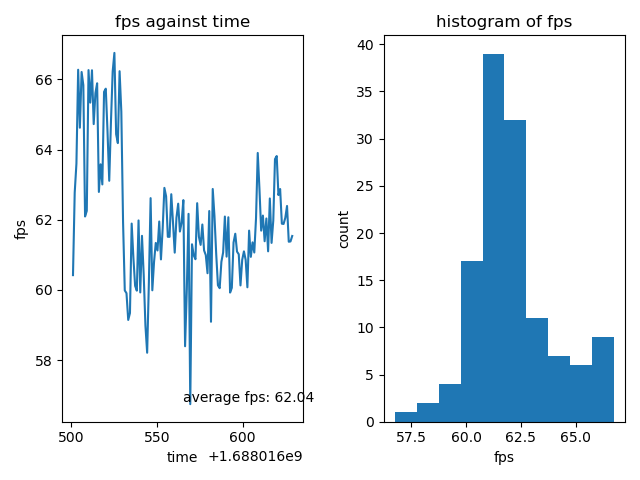 fps against time
66
64
62
60
58
fps
average fps: 62.04
500
550
600
time
+1.688016e9
histogram of fps
40
35
30
25
20
15
10
5
0
count
57.5
60.0
62.5
65.0
fps